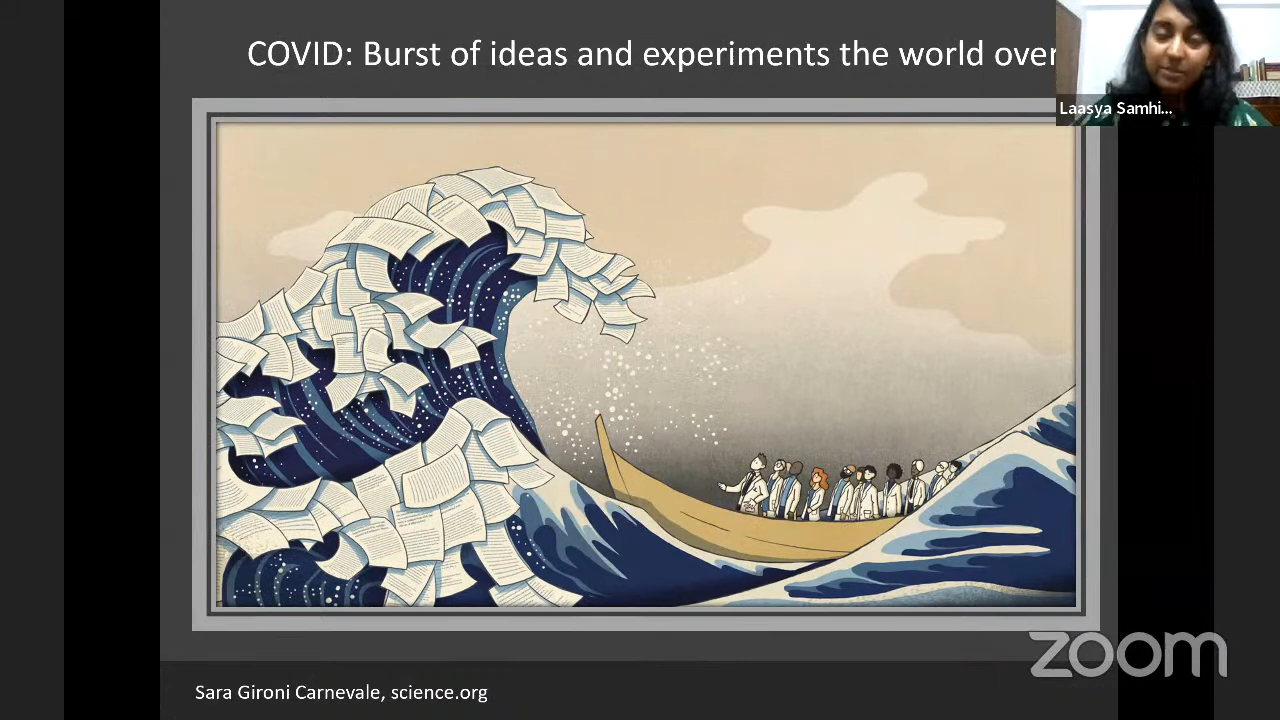 COVID: Burst of ideas and experiments the world over
Laasya Samhi...
zoom
Sara Gironi Carnevale, science.org